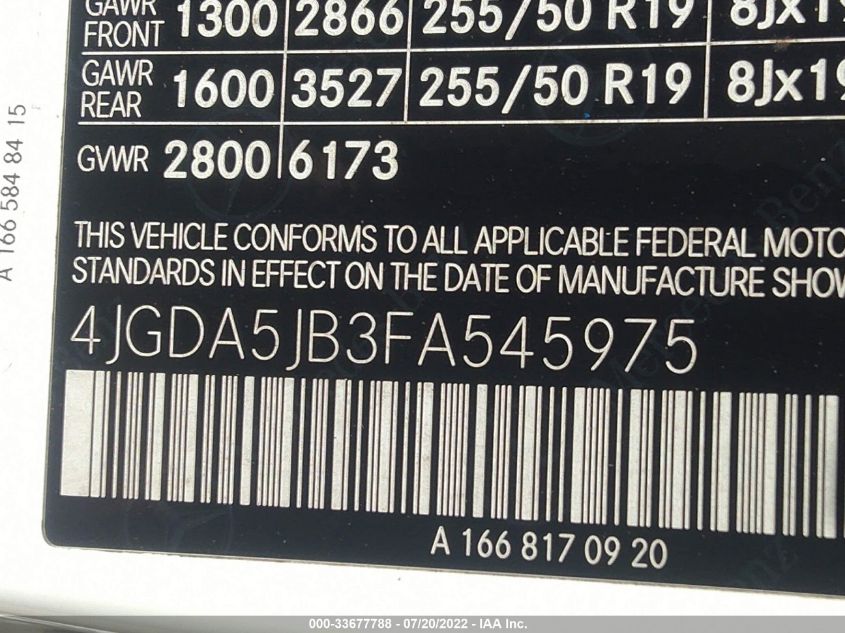 GAWR FRONT 1300 2866 255/50 R19 8Jx19
GAWR REAR 1600 3527 255/50 R19 8Jx19
GVWR 2800 6173
THIS VEHICLE CONFORMS TO ALL APPLICABLE FEDERAL MOTO
STANDARDS IN EFFECT ON THE DATE OF MANUFACTURE SHOW
4JGDA5JB3FA545975
A 166 817 09 20
A 166 584 84 15
000-33677788 - 07/20/2022 - IAA Inc.